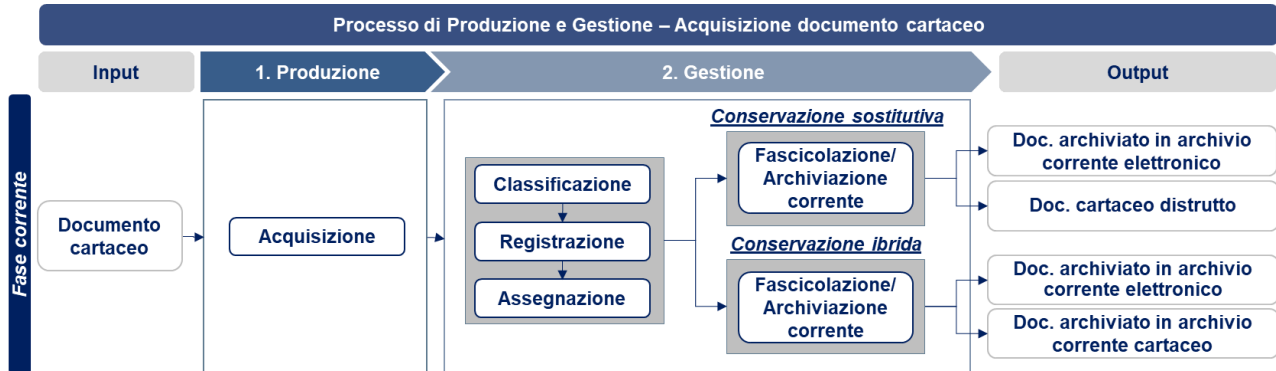 Processo di Produzione e Gestione – Acquisizione documento cartaceo
Input
1. Produzione
2. Gestione
Output
Fase corrente
Documento
cartaceo
Acquisizione
Classificazione
Registrazione
Assegnazione
Conservazione sostitutiva
Fascicolazione/
Archiviazione
corrente
Conservazione ibrida
Fascicolazione/
Archiviazione
corrente
Doc. archiviato in archivio
corrente elettronico
Doc. cartaceo distrutto
Doc. archiviato in archivio
corrente elettronico
Doc. archiviato in archivio
corrente cartaceo